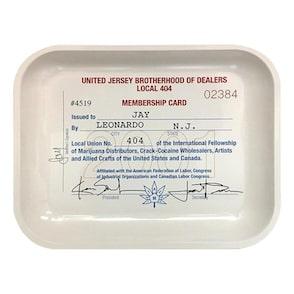 UNITED JERSEY BROTHERHOOD OF DEALERS
LOCAL 404
02384
#4519 MEMBERSHIP CARD
Issued to JAY
BY LEONARDO N.J.
CITY STATE
Local Union No. 404 of the International Fellowship
of Marijuana Distributors, Crack-Cocaine Wholesalers, Artists
and Allied Crafts of the United States and Canada.
Affiliated with the American Federation of Labor, Congress
of Industrial Organizations and Canadian Labor Congress.
President